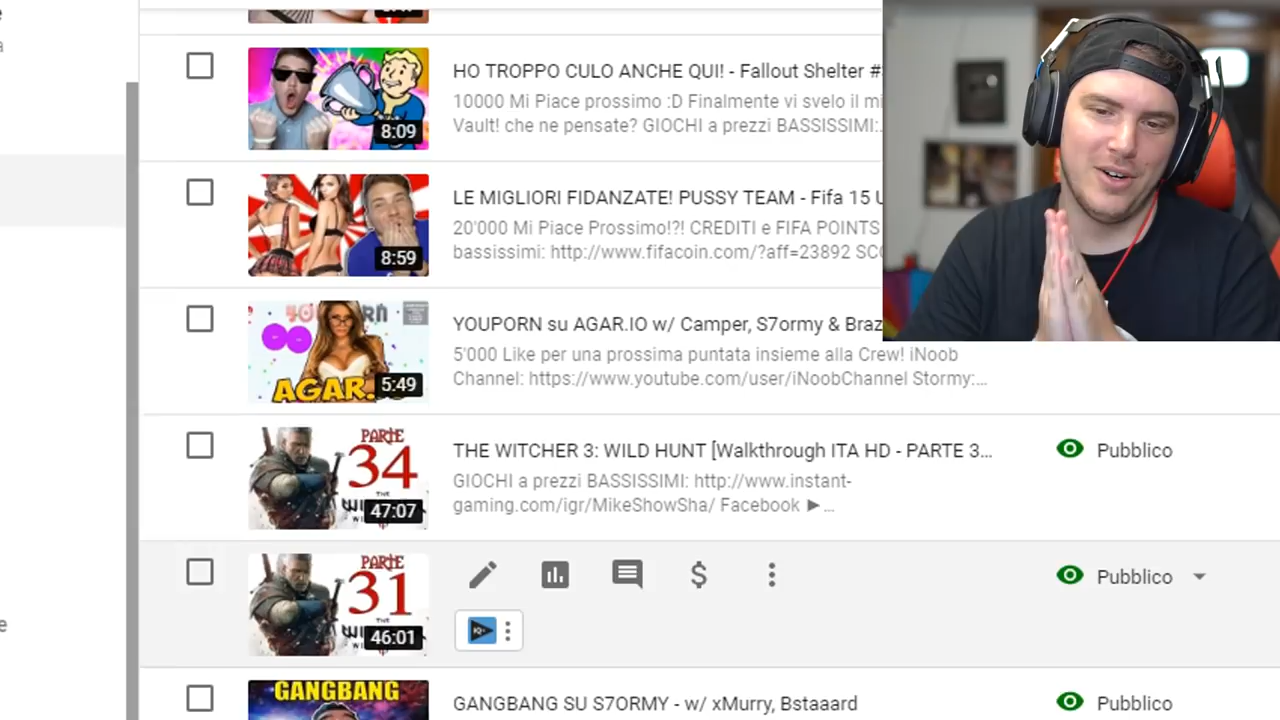 HO TROPPO CULO ANCHE QUI! - Fallout Shelter #
10000 Mi Piace prossimo :D Finalmente vi svelo il mi
Vault! che ne pensate? GIOCHI a prezzi BASSISSIMI:.
8:09
LE MIGLIORI FIDANZATE! PUSSY TEAM - Fifa 15 U
20'000 Mi Piace Prossimo!?! CREDITI e FIFA POINTS
bassissimi: http://www.fifacoin.com/?aff=23892 SC
8:59
YOUPORN su AGAR.IO w/ Camper, S7ormy & Braz
5'000 Like per una prossima puntata insieme alla Crew! iNoob
Channel: https://www.youtube.com/user/iNoobChannel Stormy:...
AGAR.
5:49
THE WITCHER 3: WILD HUNT [Walkthrough ITA HD - PARTE 3...
Pubblico
GIOCHI a prezzi BASSISSIMI: http://www.instant-
gaming.com/igr/MikeShowSha/ Facebook ►...
PARTE
34
THE
47:07
PARTE
31
THE
46:01
Pubblico
GANGBANG
GANGBANG SU S7ORMY - w/ xMurry, Bstaaard
Pubblico